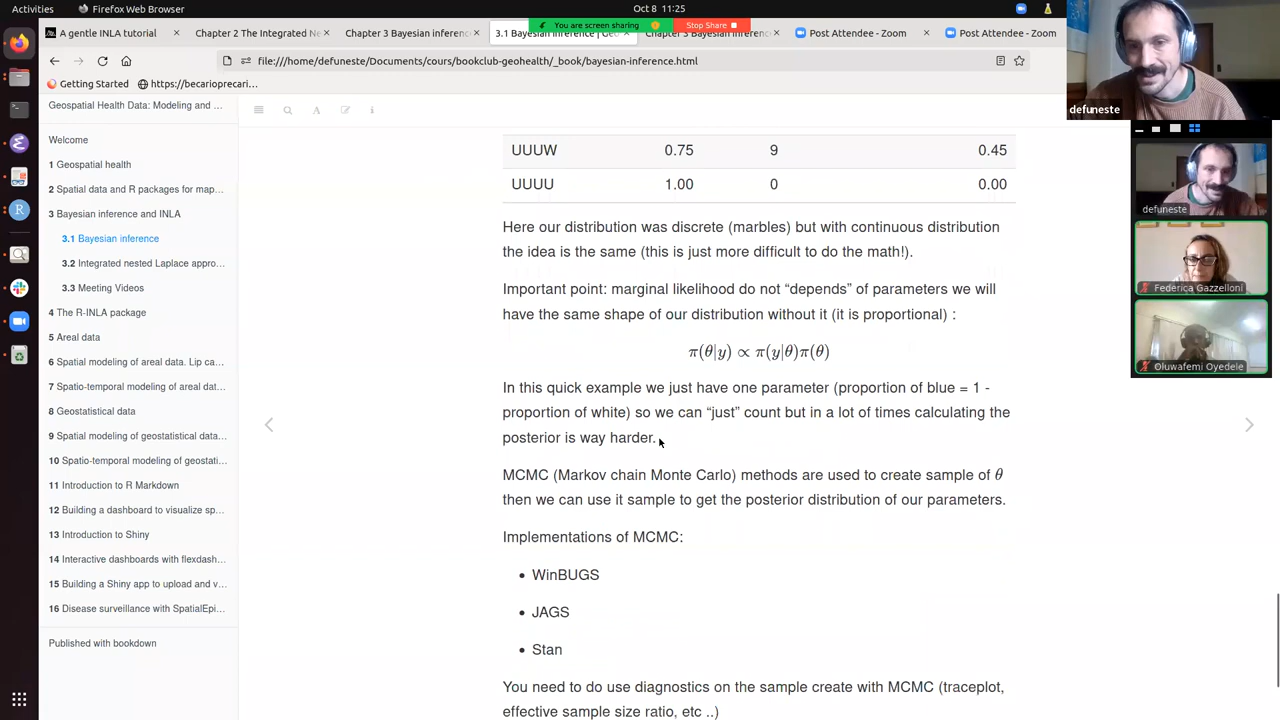 Activities
Firefox Web Browser
Oct 8 11:25
You are screen sharing
Stop Share
A gentle INLA tutorial
Chapter 2 The Integrated Ne
Chapter 3 Bayesian inferenc
3.1 Bayesian inference | Geo
Chapter 3 Bayesian inference
Post Attendee - Zoom
Post Attendee - Zoom
file:///home/defuneste/Documents/cours/bookclub-geohealth/_book/bayesian-inference.html
Getting Started
https://becarioprecari...
Geospatial Health Data: Modeling and ...
Welcome
1 Geospatial health
2 Spatial data and R packages for map...
3 Bayesian inference and INLA
3.1 Bayesian inference
3.2 Integrated nested Laplace appro...
3.3 Meeting Videos
4 The R-INLA package
5 Areal data
6 Spatial modeling of areal data. Lip ca...
7 Spatio-temporal modeling of areal dat...
8 Geostatistical data
9 Spatial modeling of geostatistical data...
10 Spatio-temporal modeling of geostati...
11 Introduction to R Markdown
12 Building a dashboard to visualize sp...
13 Introduction to Shiny
14 Interactive dashboards with flexdash...
15 Building a Shiny app to upload and v...
16 Disease surveillance with SpatialEpi...
Published with bookdown
UUUW 0.75 9 0.45
UUUU 1.00 0 0.00
Here our distribution was discrete (marbles) but with continuous distribution
the idea is the same (this is just more difficult to do the math!).
Important point: marginal likelihood do not “depends” of parameters we will
have the same shape of our distribution without it (it is proportional) :
π(θ|y) ∝ π(y|θ)π(θ)
In this quick example we just have one parameter (proportion of blue = 1 -
proportion of white) so we can “just” count but in a lot of times calculating the
posterior is way harder.
MCMC (Markov chain Monte Carlo) methods are used to create sample of θ
then we can use it sample to get the posterior distribution of our parameters.
Implementations of MCMC:
• WinBUGS
• JAGS
• Stan
You need to do use diagnostics on the sample create with MCMC (traceplot,
effective sample size ratio, etc ..)
defuneste
defuneste
Federica Gazzelloni
Oluwafemi Oyedele